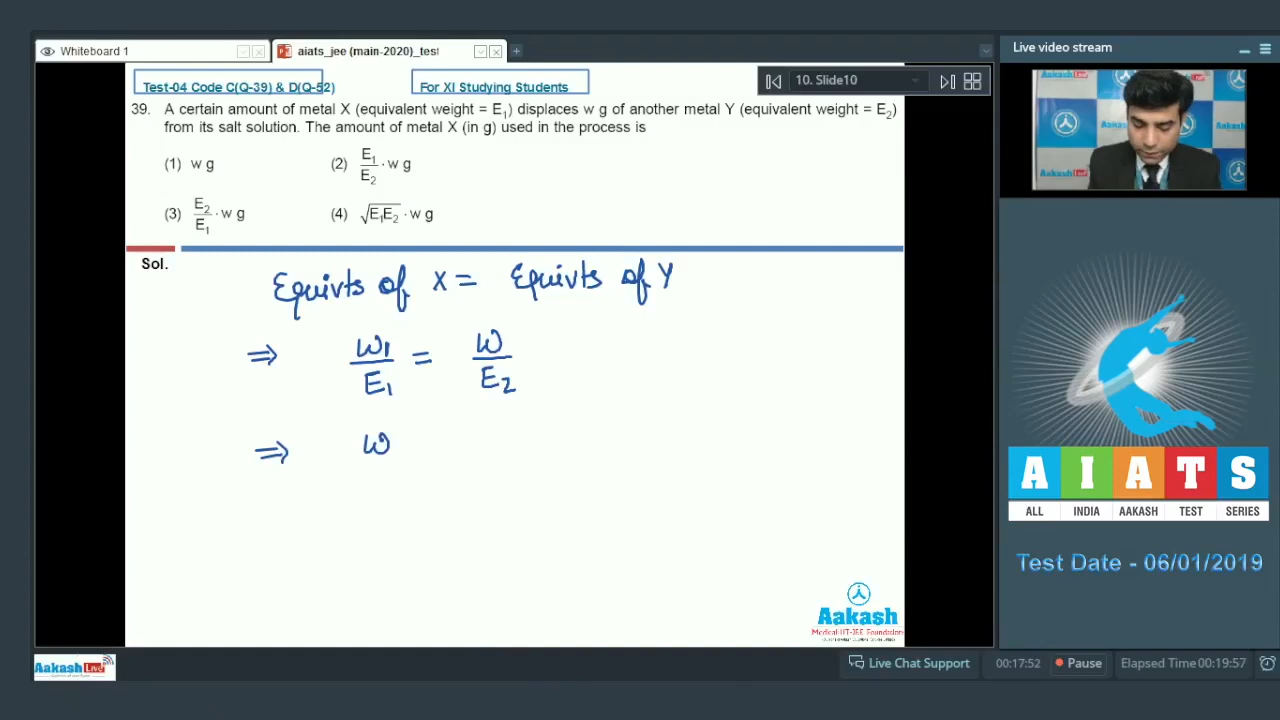 Whiteboard 1
aiats_jee (main-2020)_test
Live video stream
Test-04 Code C(Q-39) & D(Q-52)
For XI Studying Students
10. Slide10
39. A certain amount of metal X (equivalent weight = E₁) displaces w g of another metal Y (equivalent weight = E₂)
from its salt solution. The amount of metal X (in g) used in the process is
(1) w g (2) E₁/E₂ · w g
(3) E₂/E₁ · w g (4) √E₁E₂ · w g
Sol.
Equivts of X = Equivts of Y
⇒ w₁/E₁ = w/E₂
⇒ w
Aakash
Medical|IIT-JEE|Foundations
AakashLive
A I A T S
ALL INDIA AAKASH TEST SERIES
Test Date - 06/01/2019
Aakash Live
Live Chat Support
00:17:52
Pause
Elapsed Time 00:19:57